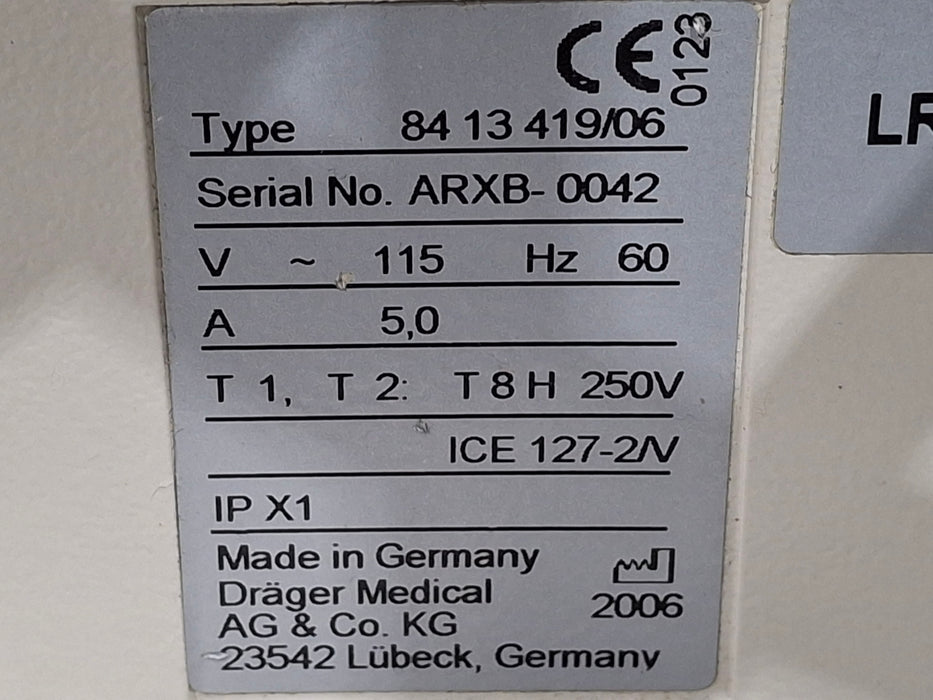 CE 0123
Type 84 13 419/06
Serial No. ARXB- 0042
V ~ 115 Hz 60
A 5,0
T 1, T 2: T 8 H 250V
ICE 127-2/V
IP X1
Made in Germany
Dräger Medical
AG & Co. KG
23542 Lübeck, Germany
2006
LR